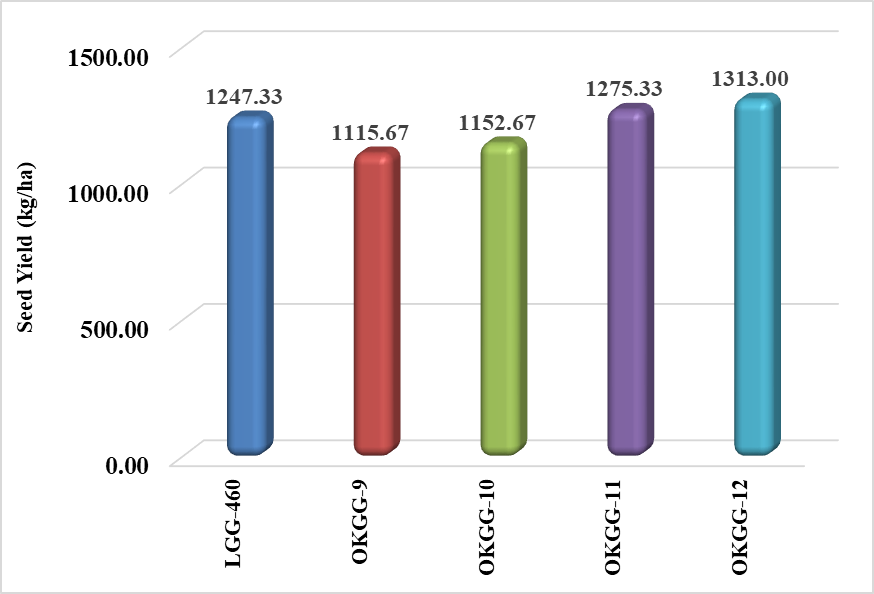 1500.00
1000.00
500.00
0.00
Seed Yield (kg/ha)
1247.33
1115.67
1152.67
1275.33
1313.00
LGG-460
OKGG-9
OKGG-10
OKGG-11
OKGG-12